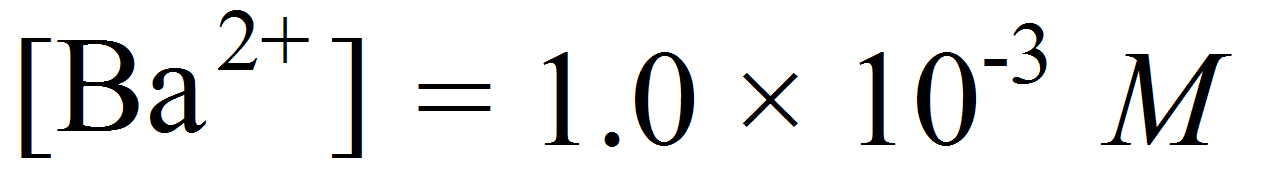 [Ba²⁺] = 1.0 × 10⁻³ M